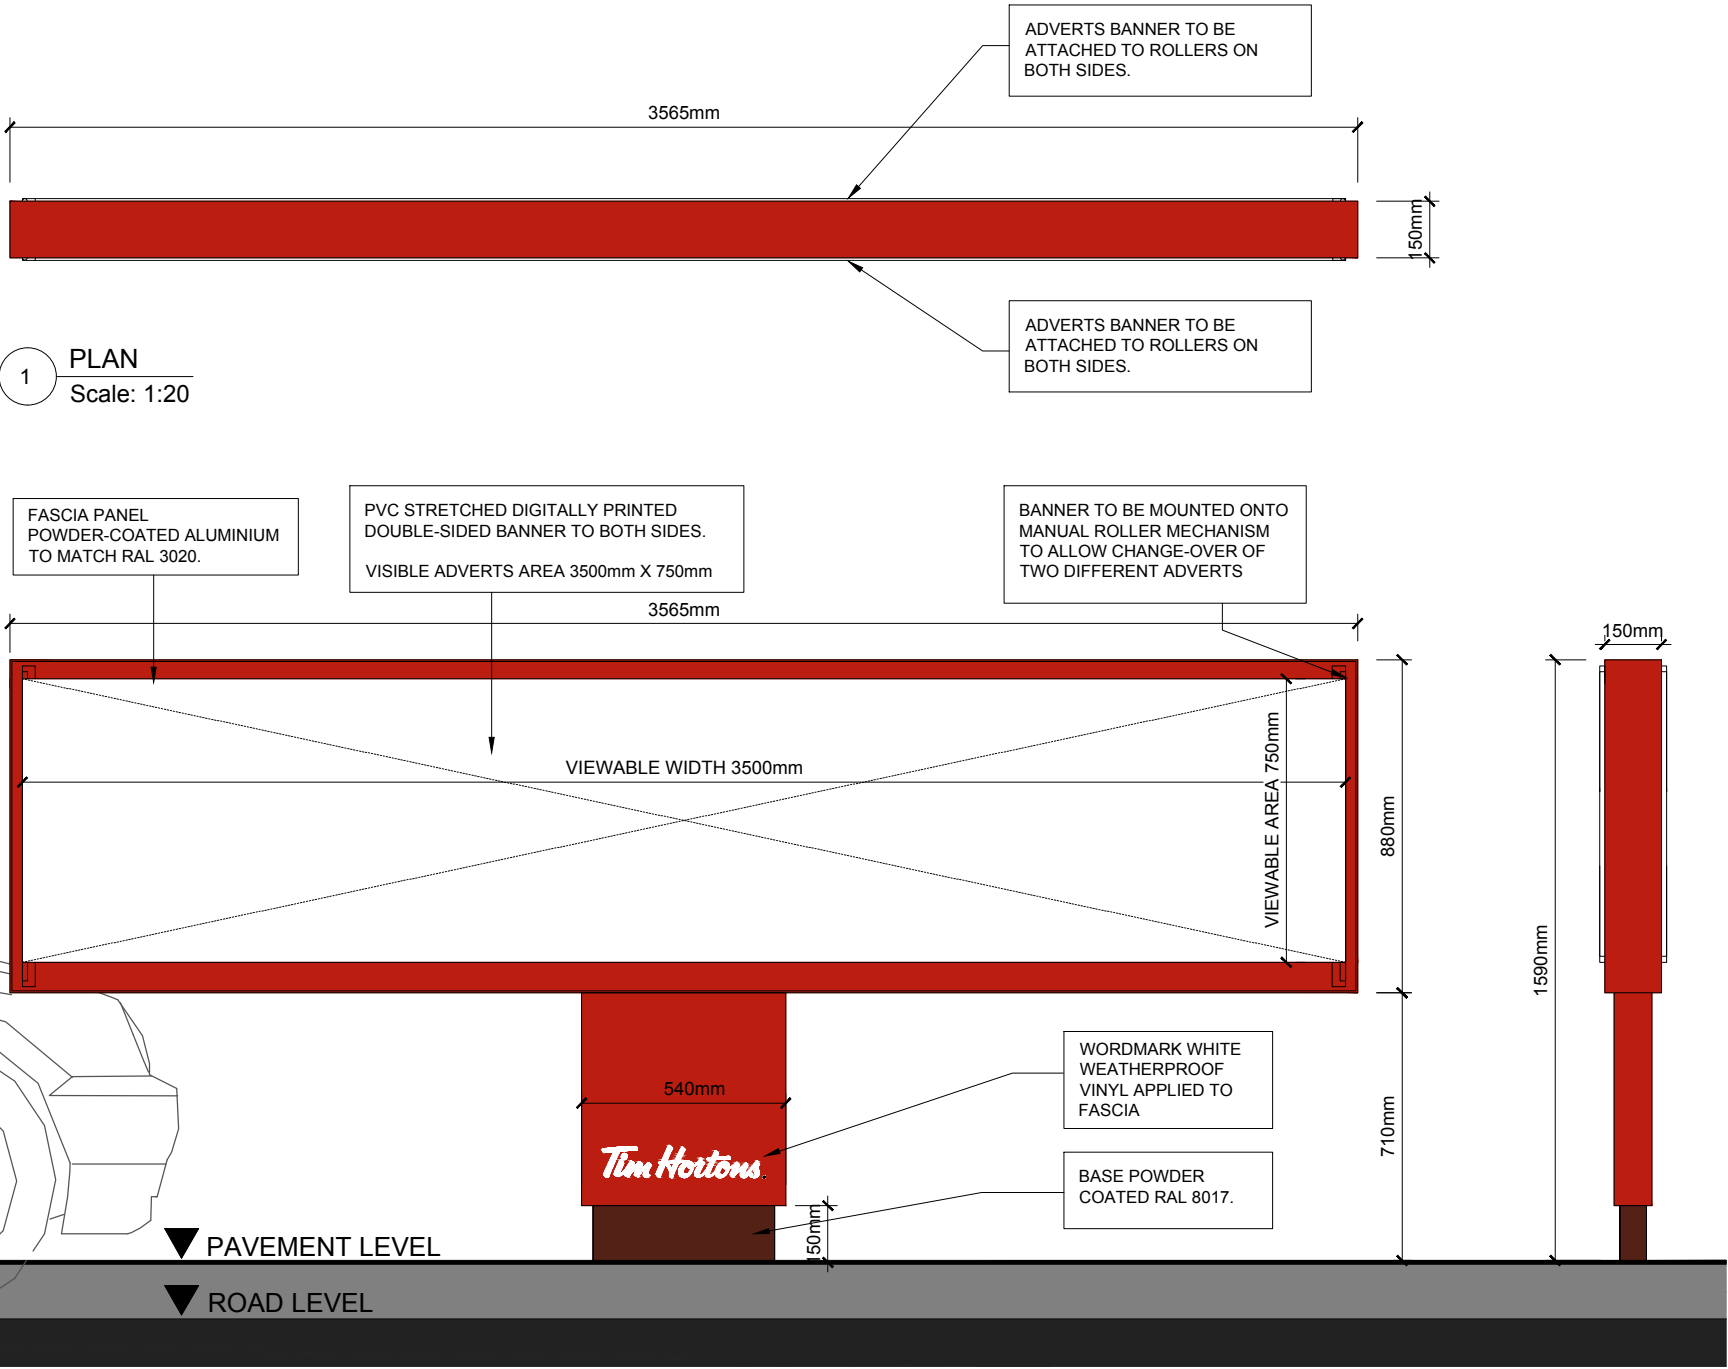 ADVERTS BANNER TO BE
ATTACHED TO ROLLERS ON
BOTH SIDES.
3565mm
150mm
ADVERTS BANNER TO BE
ATTACHED TO ROLLERS ON
BOTH SIDES.
1
PLAN
Scale: 1:20
FASCIA PANEL
POWDER-COATED ALUMINIUM
TO MATCH RAL 3020.
PVC STRETCHED DIGITALLY PRINTED
DOUBLE-SIDED BANNER TO BOTH SIDES.
VISIBLE ADVERTS AREA 3500mm X 750mm
BANNER TO BE MOUNTED ONTO
MANUAL ROLLER MECHANISM
TO ALLOW CHANGE-OVER OF
TWO DIFFERENT ADVERTS
3565mm
150mm
VIEWABLE WIDTH 3500mm
VIEWABLE AREA 750mm
880mm
1590mm
WORDMARK WHITE
WEATHERPROOF
VINYL APPLIED TO
FASCIA
540mm
710mm
Tim Hortons.
BASE POWDER
COATED RAL 8017.
150mm
PAVEMENT LEVEL
ROAD LEVEL